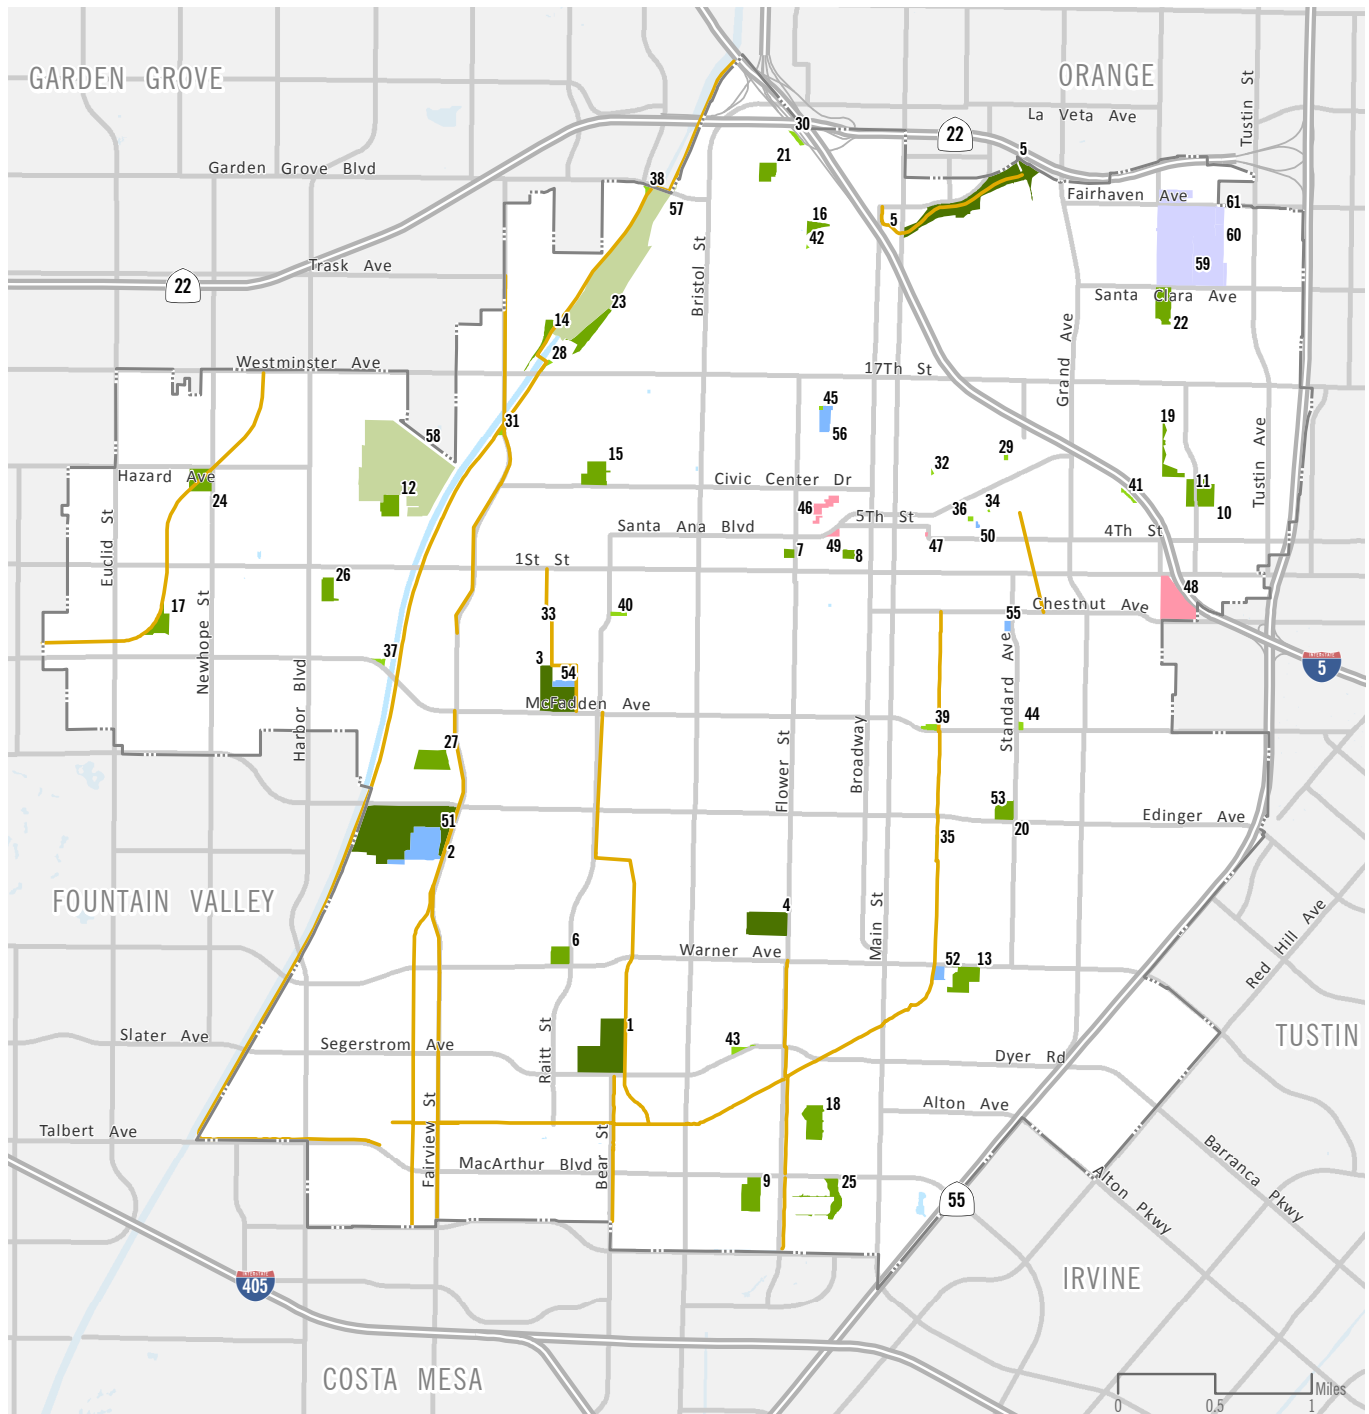 GARDEN GROVE
ORANGE
La Veta Ave
Tustin St
30
22
21
5
Garden Grove Blvd
38
57
Fairhaven Ave
61
16
42
5
60
59
Bristol St
Trask Ave
22
23
Santa Clara Ave
14
22
28
Grand Ave
Westminster Ave
17Th St
45
31
58
56
19
Tustin Ave
29
15
32
Hazard Ave
Civic Center Dr
12
41
11
24
46
36
34
10
5Th St
Euclid St
Santa Ana Blvd
50
4Th St
49
47
7
8
1St St
26
48
17
33
40
55
Chestnut Ave
Newhope St
37
3
54
5
Standard Ave
Harbor Blvd
McFadden Ave
39
44
27
Flower St
Broadway
53
Edinger Ave
51
20
35
2
FOUNTAIN VALLEY
4
Main St
Red Hill Ave
6
Warner Ave
52
13
1
Slater Ave
Segerstrom Ave
Raitt St
43
Dyer Rd
TUSTIN
18
Alton Ave
Talbert Ave
Fairview St
Bear St
MacArthur Blvd
Barranca Pkwy
9
25
55
Alton Pkwy
405
IRVINE
COSTA MESA
Miles
0 0.5 1